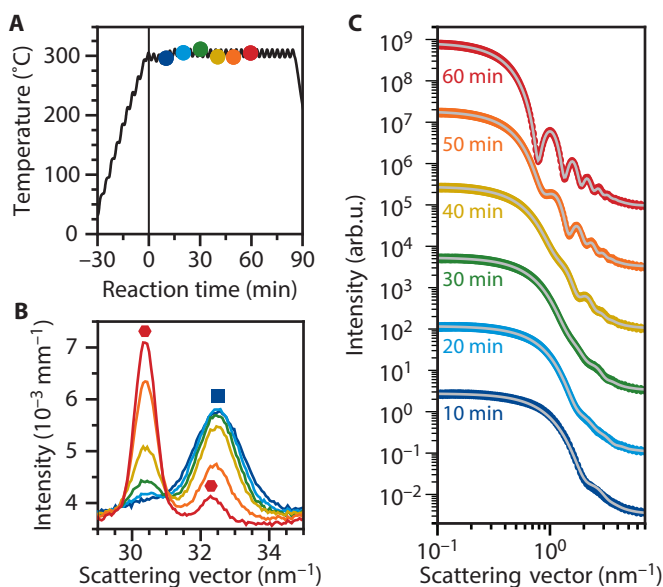 A
Temperature (°C)
400
300
200
100
0
−30
0
30
60
90
Reaction time (min)
B
Intensity (10⁻³ mm⁻¹)
7
6
5
4
30
32
34
Scattering vector (nm⁻¹)
C
Intensity (arb.u.)
10⁹
10⁸
10⁷
10⁶
10⁵
10⁴
10³
10²
10¹
10⁰
10⁻¹
10⁻²
60 min
50 min
40 min
30 min
20 min
10 min
10⁻¹
10⁰
Scattering vector (nm⁻¹)